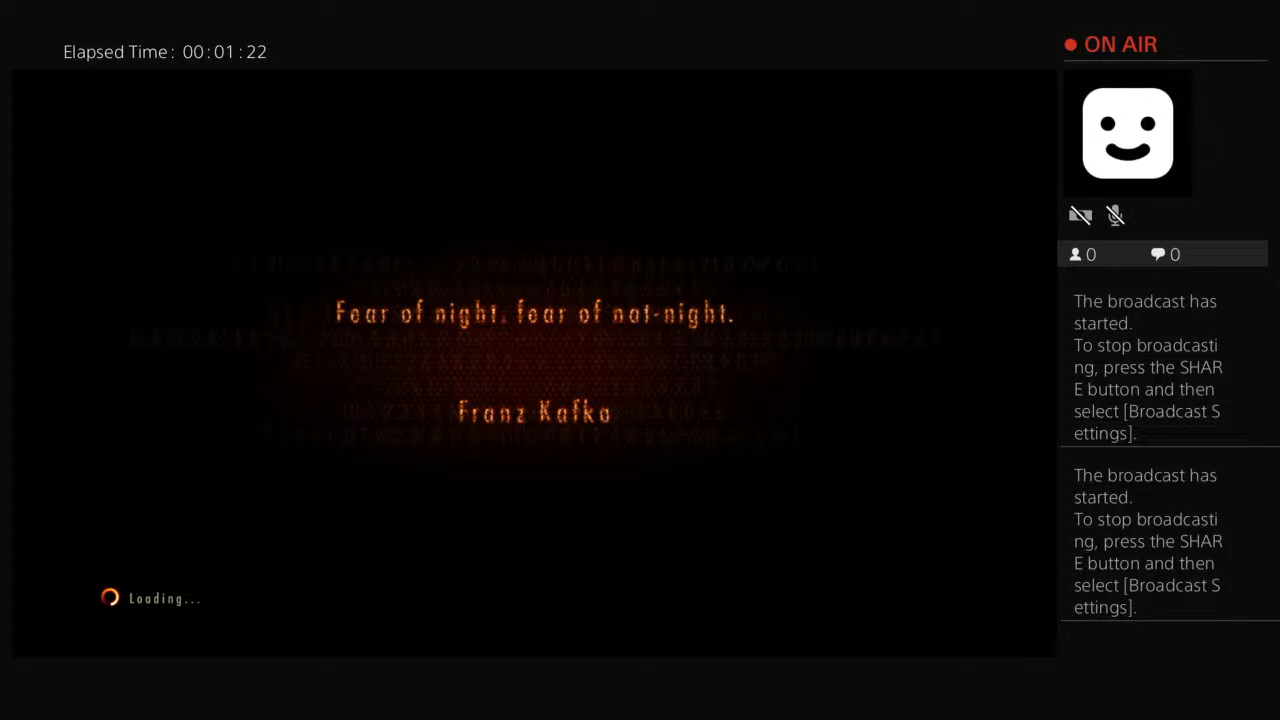 Elapsed Time: 00:01:22
ON AIR
0 0
Fear of night. fear of not-night.
Franz Kafka
Loading...
The broadcast has
started.
To stop broadcasti
ng, press the SHAR
E button and then
select [Broadcast S
ettings].
The broadcast has
started.
To stop broadcasti
ng, press the SHAR
E button and then
select [Broadcast S
ettings].